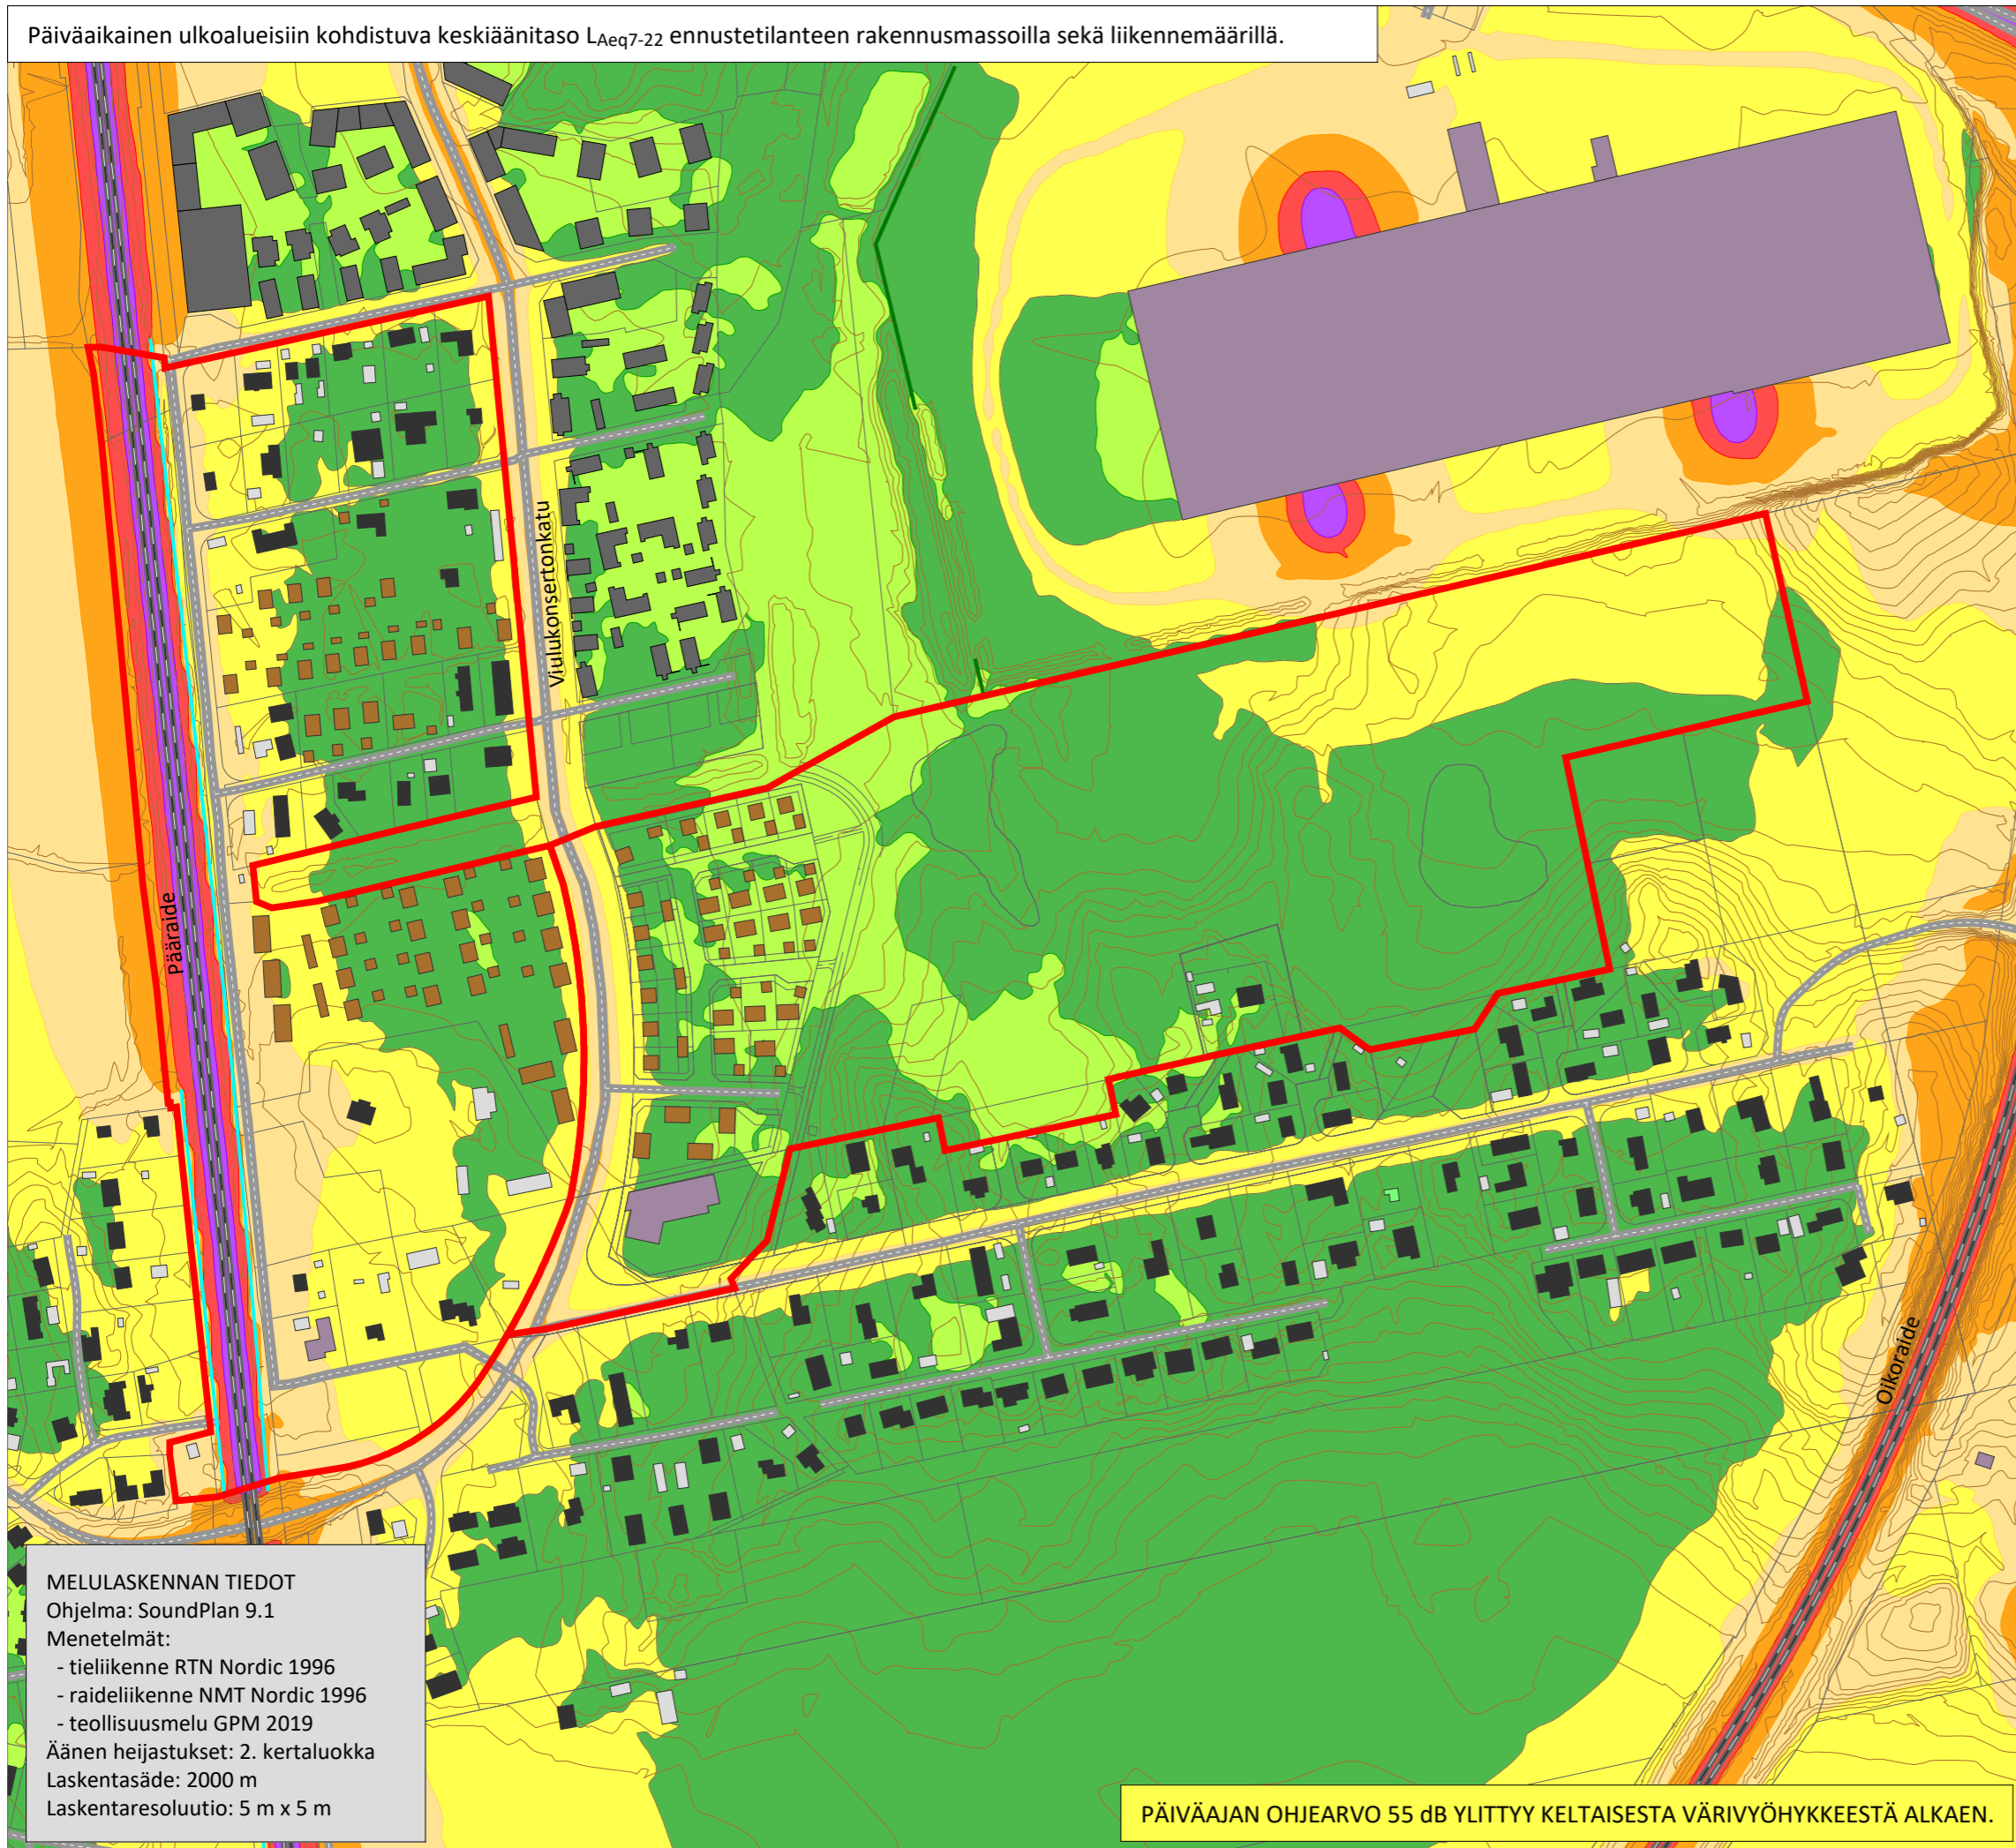 Päiväaikainen ulkoalueisiin kohdistuva keskiäänitaso LAeq7-22 ennustetilanteen rakennusmassoilla sekä liikennemäärillä.
Viulukonsertonkatu
Pääraide
Oikoraide
MELULASKENNAN TIEDOT
Ohjelma: SoundPlan 9.1
Menetelmät:
- tieliikenne RTN Nordic 1996
- raideliikenne NMT Nordic 1996
- teollisuusmelu GPM 2019
Äänen heijastukset: 2. kertaluokka
Laskentasäde: 2000 m
Laskentaresoluutio: 5 m x 5 m
PÄIVÄAJAN OHJEARVO 55 dB YLITTYY KELTAISESTA VÄRIVYÖHYKKEESTÄ ALKAEN.